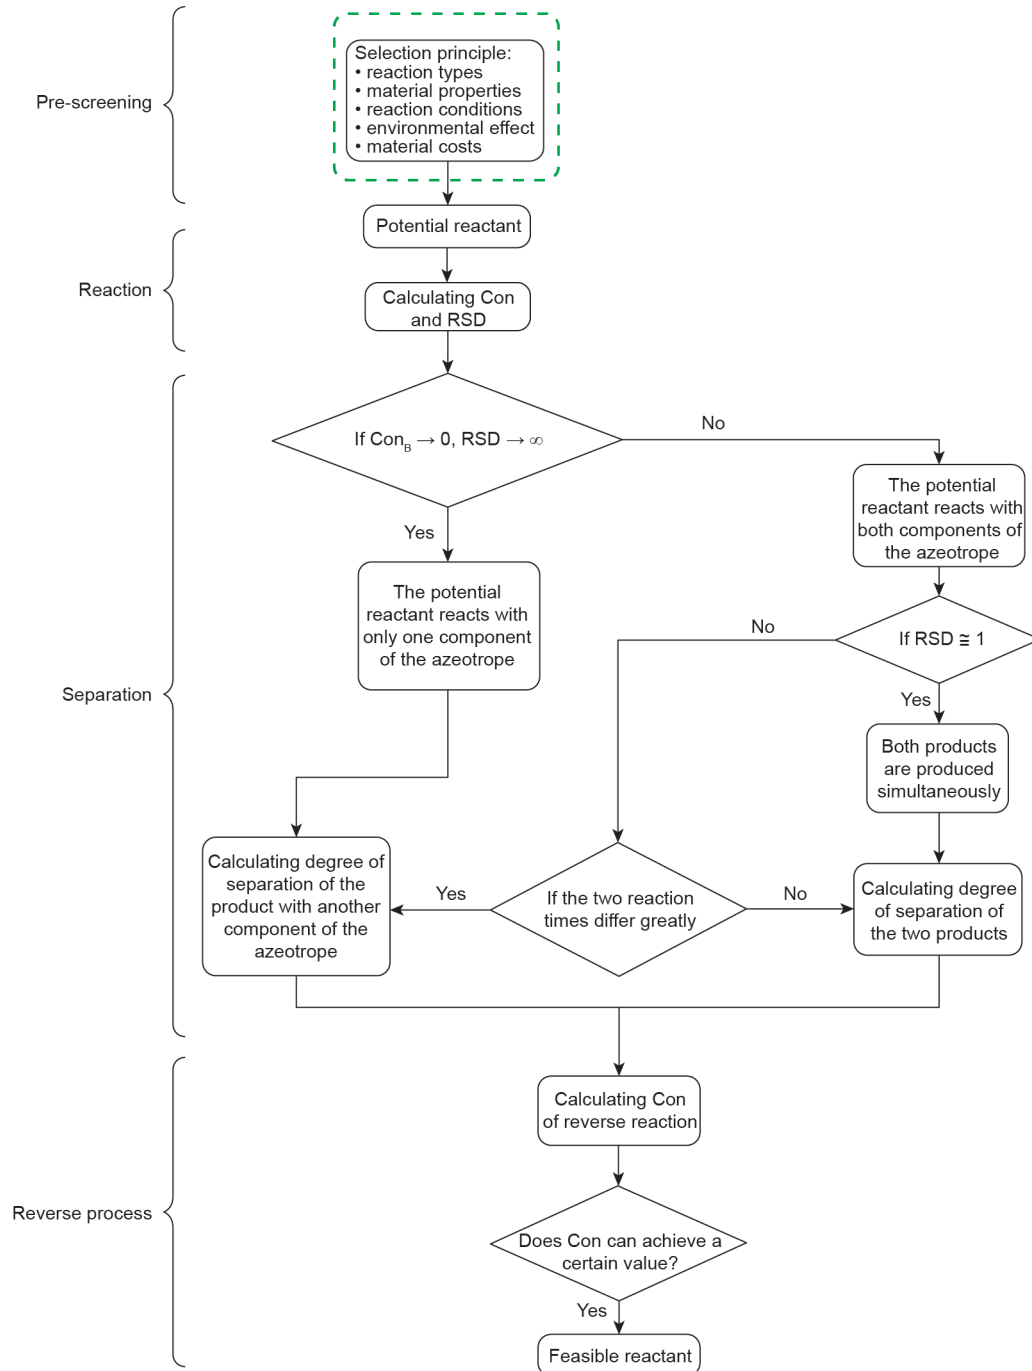 Pre-screening
Selection principle:
• reaction types
• material properties
• reaction conditions
• environmental effect
• material costs
Potential reactant
Reaction
Calculating Con
and RSD
Separation
If Con_B → 0, RSD → ∞
No
Yes
The potential
reactant reacts with
both components of
the azeotrope
The potential
reactant reacts with
only one component
of the azeotrope
If RSD ≅ 1
No
Yes
Both products
are produced
simultaneously
Calculating degree of
separation of the
product with another
component of the
azeotrope
Yes
If the two reaction
times differ greatly
No
Calculating degree
of separation of
the two products
Reverse process
Calculating Con
of reverse reaction
Does Con can achieve a
certain value?
Yes
Feasible reactant